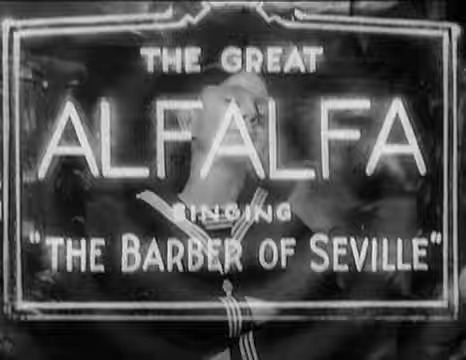 THE GREAT
ALFALFA
SINGING
"THE BARBER OF SEVILLE"